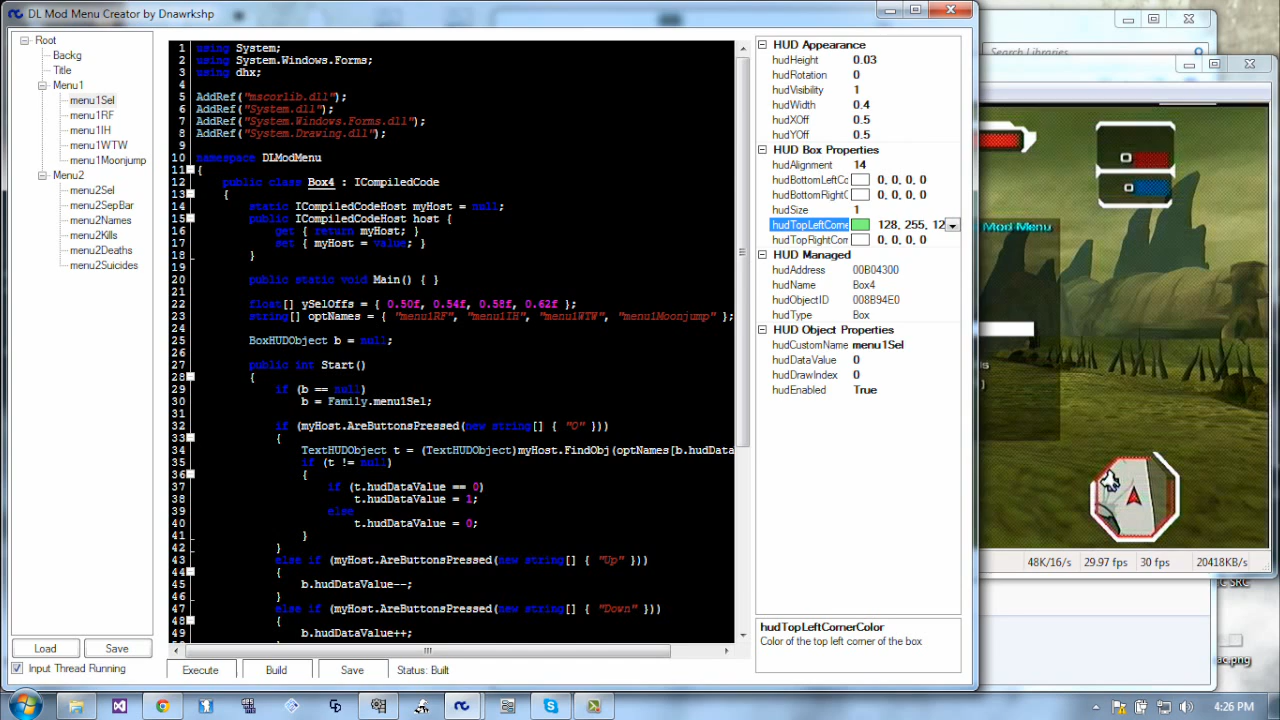 DL Mod Menu Creator by Dnawrkshp
Root
Backg
Title
Menu1
menu1Sel
menu1RF
menu1IH
menu1WTW
menu1Moonjump
Menu2
menu2Sel
menu2SepBar
menu2Names
menu2Kills
menu2Deaths
menu2Suicides
Load
Save
Input Thread Running
1 using System;
2 using System.Windows.Forms;
3 using dhx;
4
5 AddRef("mscorlib.dll");
6 AddRef("System.dll");
7 AddRef("System.Windows.Forms.dll");
8 AddRef("System.Drawing.dll");
9
10 namespace DLModMenu
11 {
12 public class Box4 : ICompiledCode
13 {
14 static ICompiledCodeHost myHost = null;
15 public ICompiledCodeHost host {
16 get { return myHost; }
17 set { myHost = value; }
18 }
19
20 public static void Main() { }
21
22 float[] ySelOffs = { 0.50f, 0.54f, 0.58f, 0.62f };
23 string[] optNames = { "menu1RF", "menu1IH", "menu1WTW", "menu1Moonjump" };
24
25 BoxHUDObject b = null;
26
27 public int Start()
28 {
29 if (b == null)
30 b = Family.menu1Sel;
31
32 if (myHost.AreButtonsPressed(new string[] { "O" }))
33 {
34 TextHUDObject t = (TextHUDObject)myHost.FindObj(optNames[b.hudData
35 if (t != null)
36 {
37 if (t.hudDataValue == 0)
38 t.hudDataValue = 1;
39 else
40 t.hudDataValue = 0;
41 }
42 }
43 else if (myHost.AreButtonsPressed(new string[] { "Up" }))
44 {
45 b.hudDataValue--;
46 }
47 else if (myHost.AreButtonsPressed(new string[] { "Down" }))
48 {
49 b.hudDataValue++;
Execute
Build
Save
Status: Built
HUD Appearance
hudHeight 0.03
hudRotation 0
hudVisibility 1
hudWidth 0.4
hudXOff 0.5
hudYOff 0.5
HUD Box Properties
hudAlignment 14
hudBottomLeftCo 0, 0, 0, 0
hudBottomRightC 0, 0, 0, 0
hudSize 1
hudTopLeftCorne 128, 255, 12
hudTopRightCorn 0, 0, 0, 0
HUD Managed
hudAddress 00B04300
hudName Box4
hudObjectID 008B94E0
hudType Box
HUD Object Properties
hudCustomName menu1Sel
hudDataValue 0
hudDrawIndex 0
hudEnabled True
hudTopLeftCornerColor
Color of the top left corner of the box
Search Libraries
Mod Menu
48K/16/s
29.97 fps
30 fps
20418KB/s
C SRC
ac.png
4:26 PM